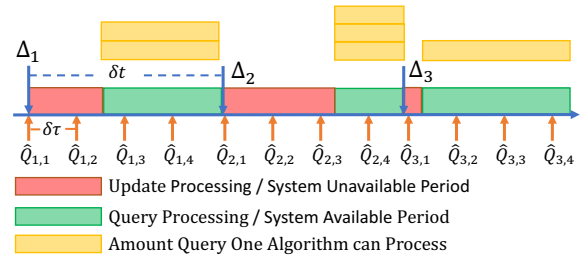 Δ₁ δt Δ₂ Δ₃
δτ
Q̂₁,₁ Q̂₁,₂ Q̂₁,₃ Q̂₁,₄ Q̂₂,₁ Q̂₂,₂ Q̂₂,₃ Q̂₂,₄ Q̂₃,₁ Q̂₃,₂ Q̂₃,₃ Q̂₃,₄
Update Processing / System Unavailable Period
Query Processing / System Available Period
Amount Query One Algorithm can Process